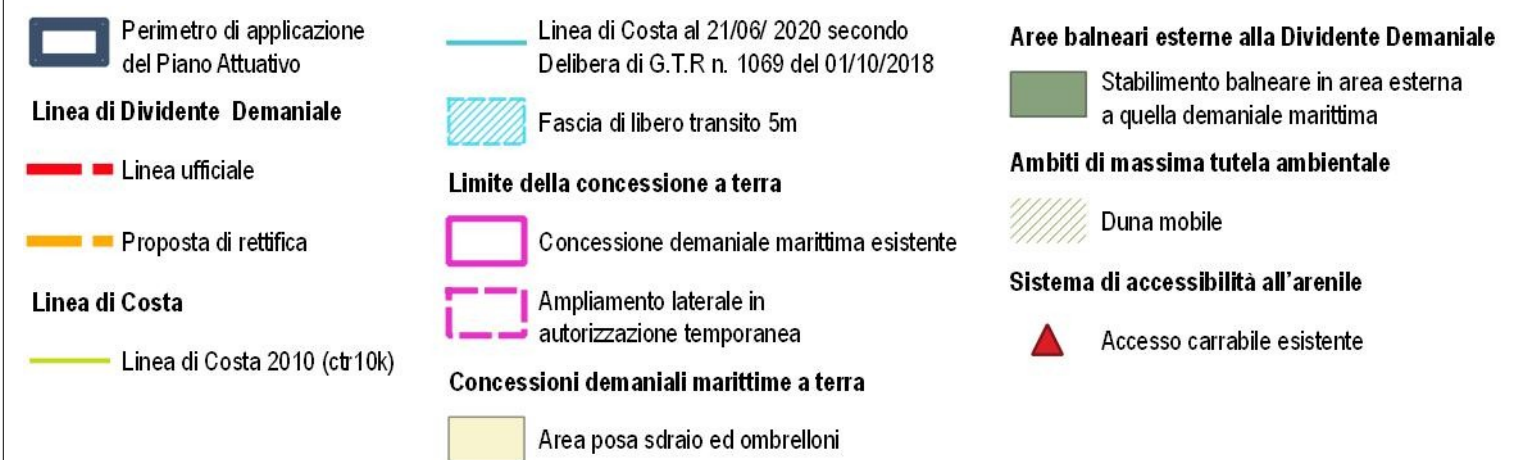 Perimetro di applicazione
del Piano Attuativo
Linea di Dividente Demaniale
Linea ufficiale
Proposta di rettifica
Linea di Costa
Linea di Costa 2010 (ctr10k)
Linea di Costa al 21/06/ 2020 secondo
Delibera di G.T.R n. 1069 del 01/10/2018
Fascia di libero transito 5m
Limite della concessione a terra
Concessione demaniale marittima esistente
Ampliamento laterale in
autorizzazione temporanea
Concessioni demaniali marittime a terra
Area posa sdraio ed ombrelloni
Aree balneari esterne alla Dividente Demaniale
Stabilimento balneare in area esterna
a quella demaniale marittima
Ambiti di massima tutela ambientale
Duna mobile
Sistema di accessibilità all'arenile
Accesso carrabile esistente